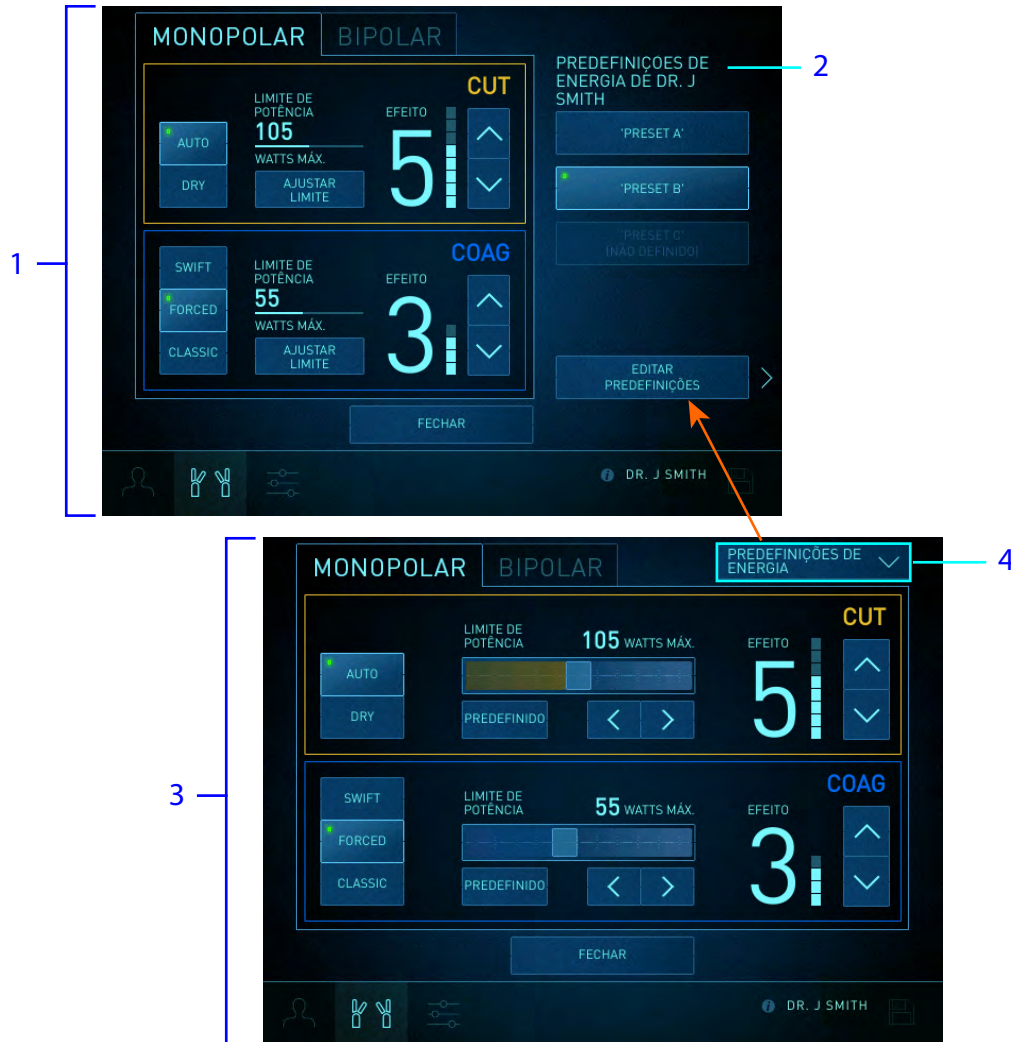 MONOPOLAR
BIPOLAR
CUT
LIMITE DE
POTÊNCIA
105
WATTS MÁX.
AJUSTAR
LIMITE
EFEITO
5
AUTO
DRY
COAG
SWIFT
FORCED
CLASSIC
LIMITE DE
POTÊNCIA
55
WATTS MÁX.
AJUSTAR
LIMITE
EFEITO
3
FECHAR
PREDEFINIÇÕES DE
ENERGIA DE DR. J
SMITH
'PRESET A'
'PRESET B'
'PRESET C'
(NÃO DEFINIDO)
EDITAR
PREDEFINIÇÕES
i DR. J SMITH
1
2
MONOPOLAR
BIPOLAR
PREDEFINIÇÕES DE
ENERGIA
CUT
AUTO
DRY
LIMITE DE
POTÊNCIA
105 WATTS MÁX.
PREDEFINIDO
EFEITO
5
COAG
SWIFT
FORCED
CLASSIC
LIMITE DE
POTÊNCIA
55 WATTS MÁX.
PREDEFINIDO
EFEITO
3
FECHAR
i DR. J SMITH
3
4